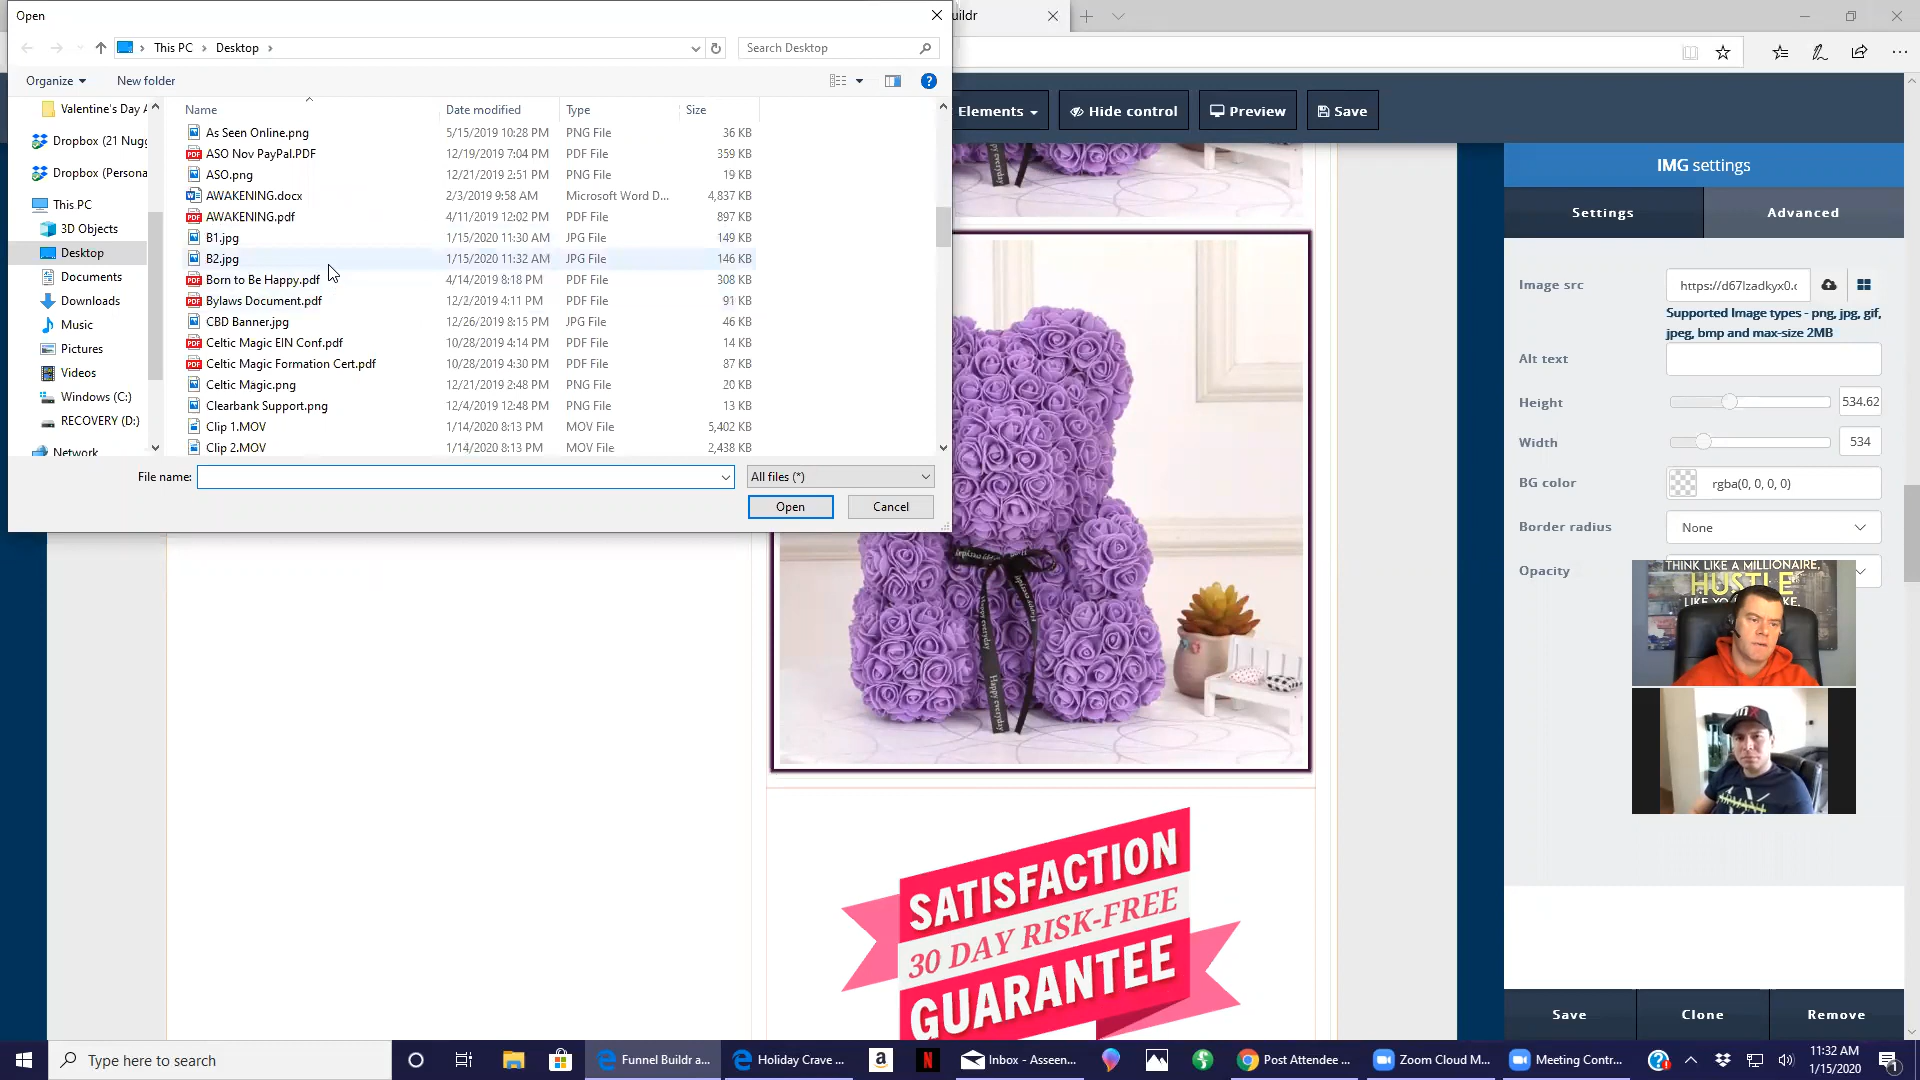 Open
uildr
This PC
Desktop
Search Desktop
Organize
New folder
Elements
Hide control
Preview
Save
Valentine's Day A
Dropbox (21 Nugg
Dropbox (Persona
This PC
3D Objects
Desktop
Documents
Downloads
Music
Pictures
Videos
Windows (C:)
RECOVERY (D:)
Network
Name Date modified Type Size
As Seen Online.png 5/15/2019 10:28 PM PNG File 36 KB
ASO Nov PayPal.PDF 12/19/2019 7:04 PM PDF File 359 KB
ASO.png 12/21/2019 2:51 PM PNG File 19 KB
AWAKENING.docx 2/3/2019 9:58 AM Microsoft Word D... 4,837 KB
AWAKENING.pdf 4/11/2019 12:02 PM PDF File 897 KB
B1.jpg 1/15/2020 11:30 AM JPG File 149 KB
B2.jpg 1/15/2020 11:32 AM JPG File 146 KB
Born to Be Happy.pdf 4/14/2019 8:18 PM PDF File 308 KB
Bylaws Document.pdf 12/2/2019 4:11 PM PDF File 91 KB
CBD Banner.jpg 12/26/2019 8:15 PM JPG File 46 KB
Celtic Magic EIN Conf.pdf 10/28/2019 4:14 PM PDF File 14 KB
Celtic Magic Formation Cert.pdf 10/28/2019 4:30 PM PDF File 87 KB
Celtic Magic.png 12/21/2019 2:48 PM PNG File 20 KB
Clearbank Support.png 12/4/2019 12:48 PM PNG File 13 KB
Clip 1.MOV 1/14/2020 8:13 PM MOV File 5,402 KB
Clip 2.MOV 1/14/2020 8:13 PM MOV File 2,438 KB
File name:
All files (*)
Open
Cancel
IMG settings
Settings
Advanced
Image src https://d67lzadkyx0.c
Supported Image types - png, jpg, gif,
jpeg, bmp and max-size 2MB
Alt text
Height 534.62
Width 534
BG color rgba(0, 0, 0, 0)
Border radius None
Opacity
THINK LIKE A MILLIONAIRE,
HUSTLE
Happy everyday
SATISFACTION
30 DAY RISK-FREE
GUARANTEE
Save
Clone
Remove
Type here to search
Funnel Buildr a...
Holiday Crave ...
Inbox - Asseen...
Post Attendee ...
Zoom Cloud M...
Meeting Contr...
11:32 AM
1/15/2020